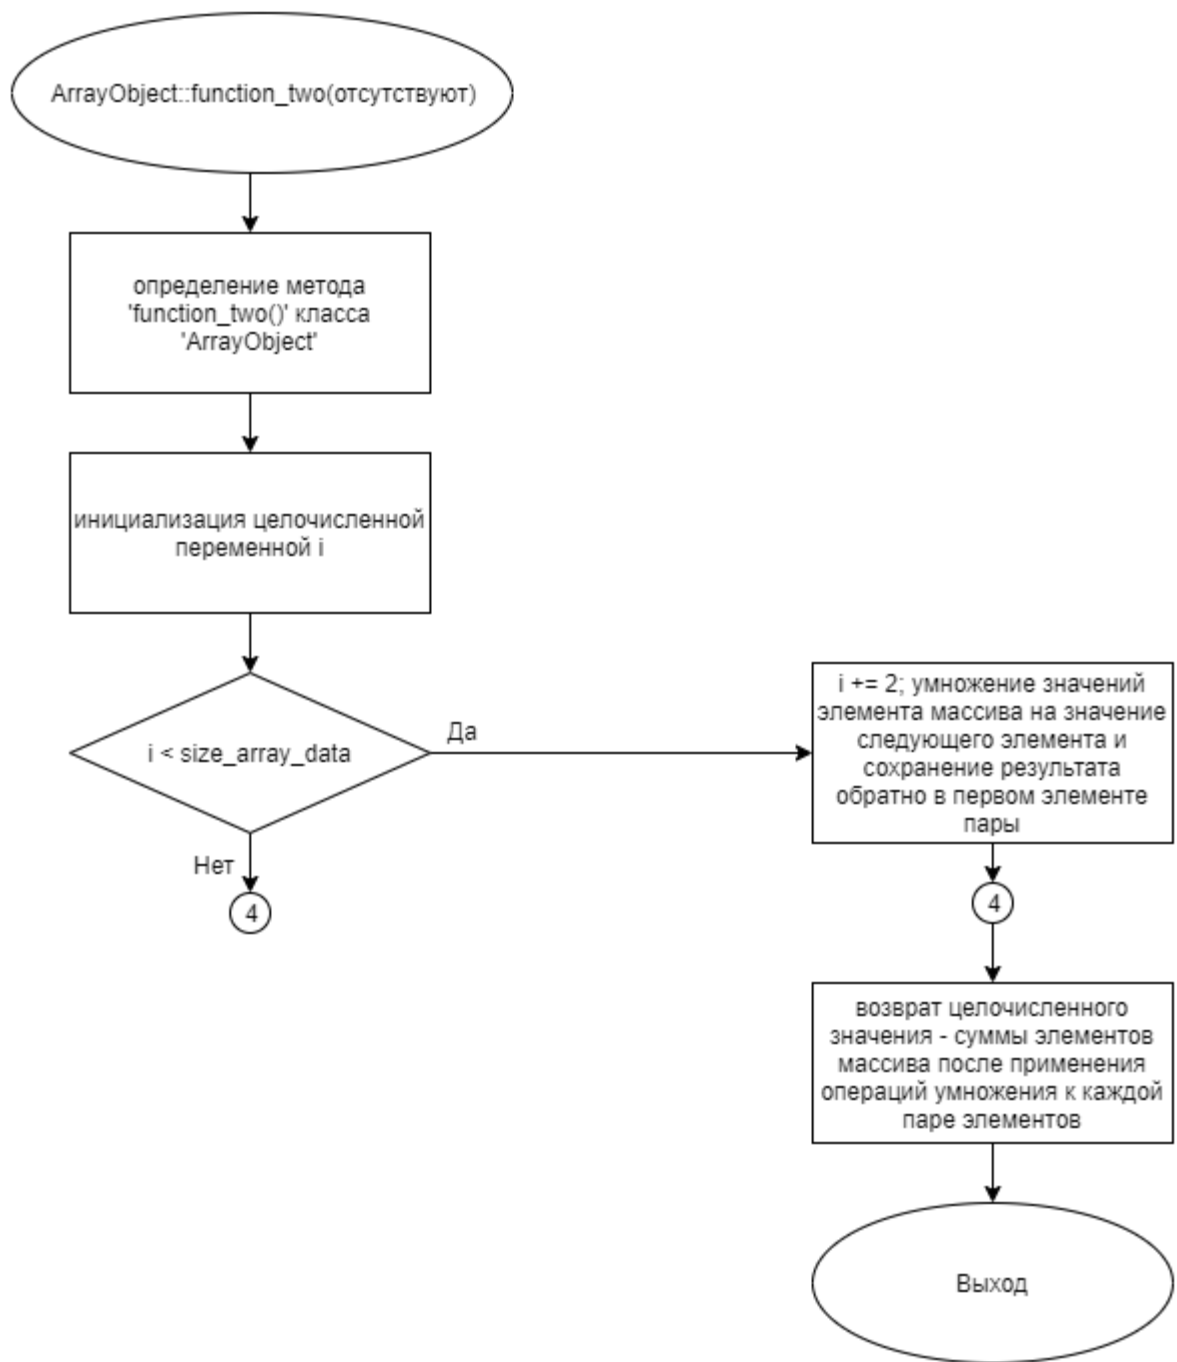 ArrayObject::function_two(отсутствуют)
определение метода
'function_two()' класса
'ArrayObject'
инициализация целочисленной
переменной i
i < size_array_data
Да
Нет
4
i += 2; умножение значений
элемента массива на значение
следующего элемента и
сохранение результата
обратно в первом элементе
пары
4
возврат целочисленного
значения - суммы элементов
массива после применения
операций умножения к каждой
паре элементов
Выход